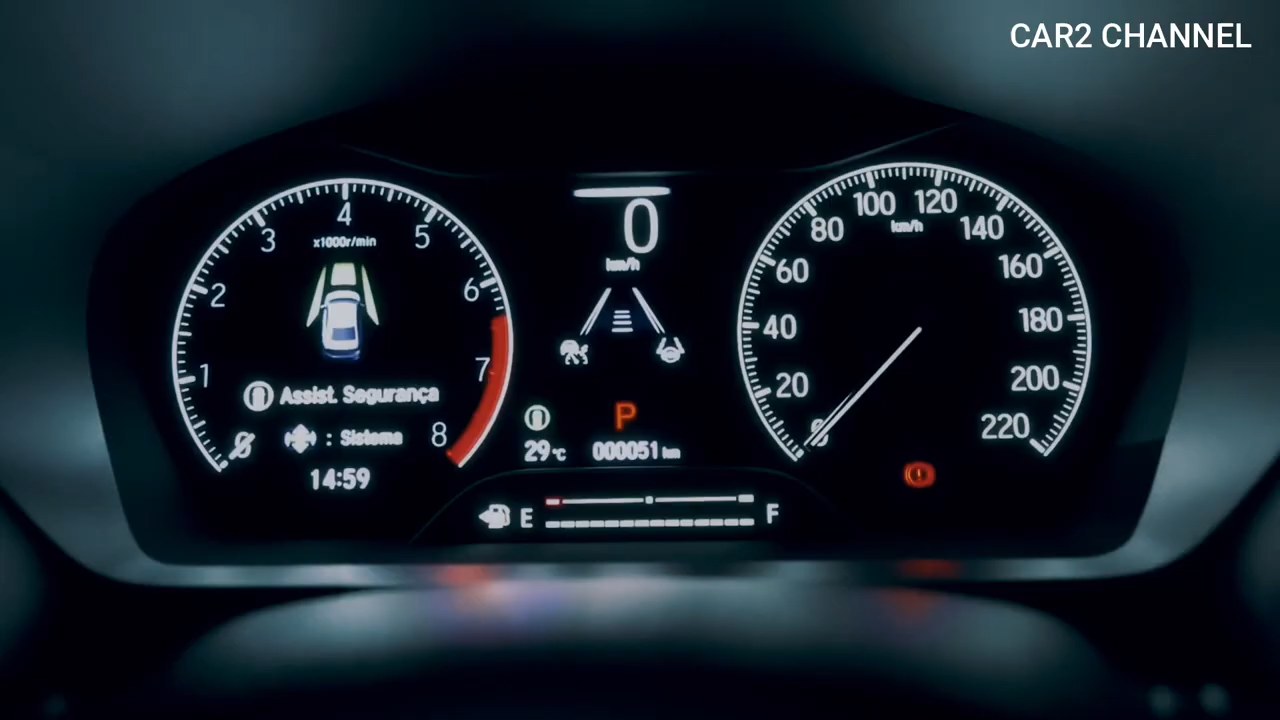 CAR2 CHANNEL
1
2
3
4
5
6
7
8
x1000r/min
Assist. Segurança
: Sistema
14:59
0
km/h
P
29°C
000051 km
E
F
0
20
40
60
80
100
120
140
160
180
200
220
km/h